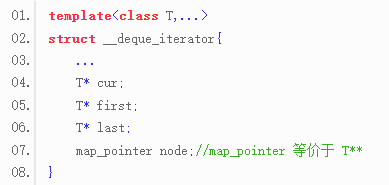 01. template<class T,...>
02. struct __deque_iterator{
03. ...
04. T* cur;
05. T* first;
06. T* last;
07. map_pointer node;//map_pointer 等价于 T**
08. }